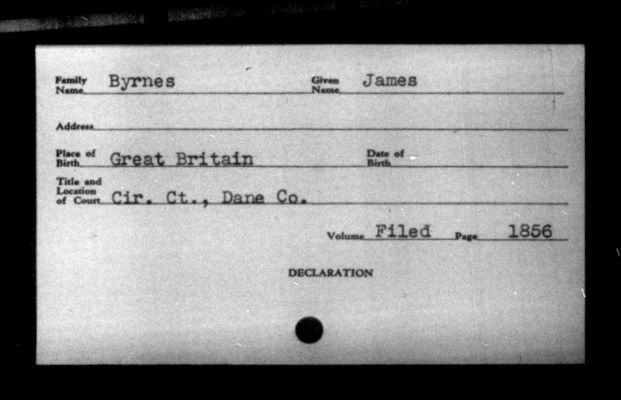 Family Name Byrnes Given Name James
Address
Place of Birth Great Britain Date of Birth
Title and Location of Court Cir. Ct., Dane Co.
Volume Filed Page 1856
DECLARATION